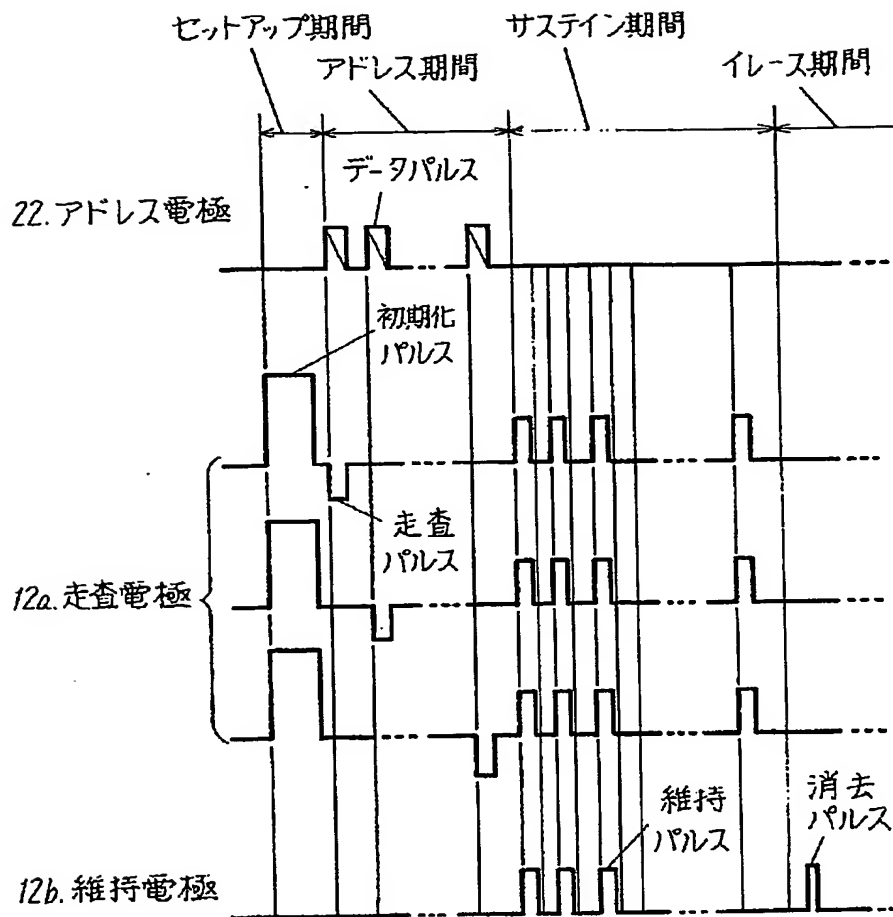 セットアップ期間
サステイン期間
アドレス期間
イレース期間
データパルス
22.アドレス電極
初期化
パルス
走査
パルス
12a.走査電極
維持
パルス
消去
パルス
12b.維持電極